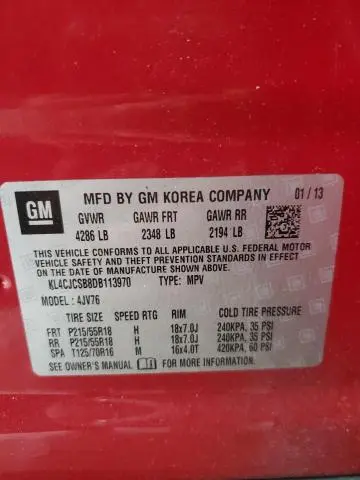 GM
MFD BY GM KOREA COMPANY 01/13
GVWR GAWR FRT GAWR RR
4286 LB 2348 LB 2194 LB
THIS VEHICLE CONFORMS TO ALL APPLICABLE U.S. FEDERAL MOTOR
VEHICLE SAFETY AND THEFT PREVENTION STANDARDS IN EFFECT
ON THE DATE OF MANUFACTURE SHOWN ABOVE.
KL4CJCSB8DB113970 TYPE: MPV
MODEL: 4JV76
TIRE SIZE SPEED RTG RIM COLD TIRE PRESSURE
FRT P215/55R18 H 18x7.0J 240KPA, 35 PSI
RR P215/55R18 H 18x7.0J 240KPA, 35 PSI
SPA T125/70R16 M 16x4.0T 420KPA, 60 PSI
SEE OWNER'S MANUAL FOR MORE INFORMATION